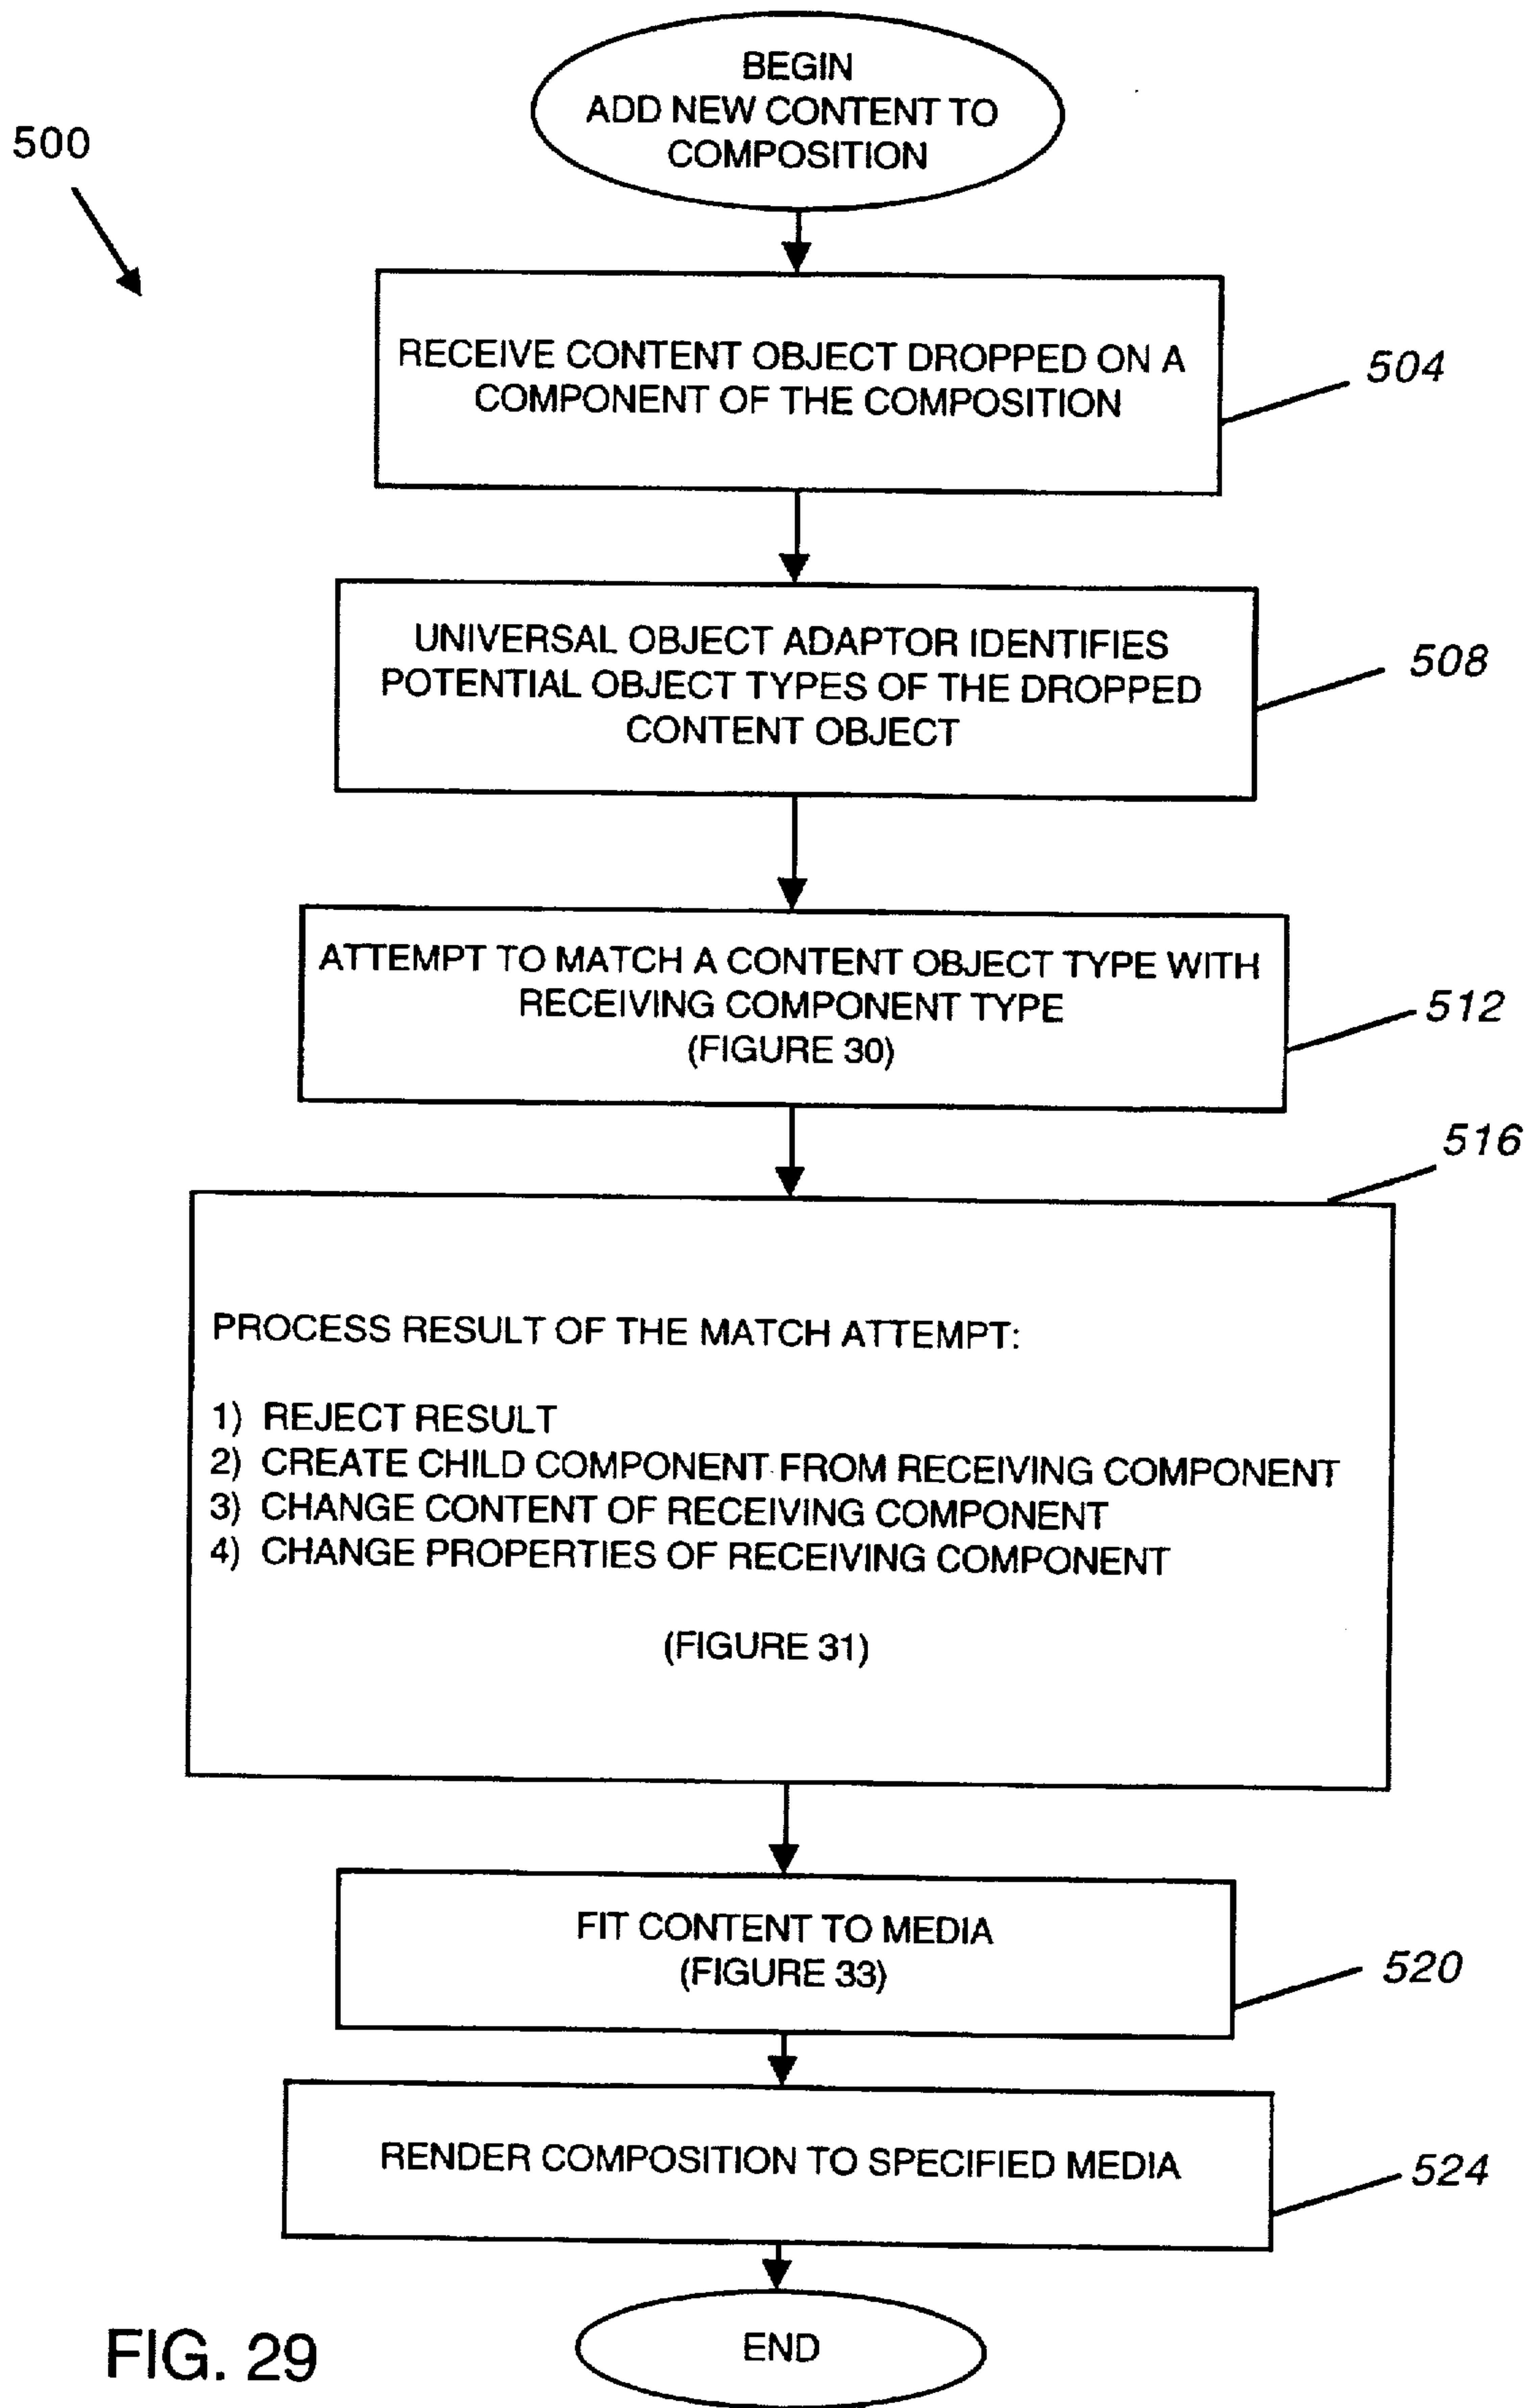 BEGIN
ADD NEW CONTENT TO
COMPOSITION
500
RECEIVE CONTENT OBJECT DROPPED ON A
COMPONENT OF THE COMPOSITION
504
UNIVERSAL OBJECT ADAPTOR IDENTIFIES
POTENTIAL OBJECT TYPES OF THE DROPPED
CONTENT OBJECT
508
ATTEMPT TO MATCH A CONTENT OBJECT TYPE WITH
RECEIVING COMPONENT TYPE
(FIGURE 30)
512
516
PROCESS RESULT OF THE MATCH ATTEMPT:
1) REJECT RESULT
2) CREATE CHILD COMPONENT FROM RECEIVING COMPONENT
3) CHANGE CONTENT OF RECEIVING COMPONENT
4) CHANGE PROPERTIES OF RECEIVING COMPONENT
(FIGURE 31)
FIT CONTENT TO MEDIA
(FIGURE 33)
520
RENDER COMPOSITION TO SPECIFIED MEDIA
524
END
FIG. 29